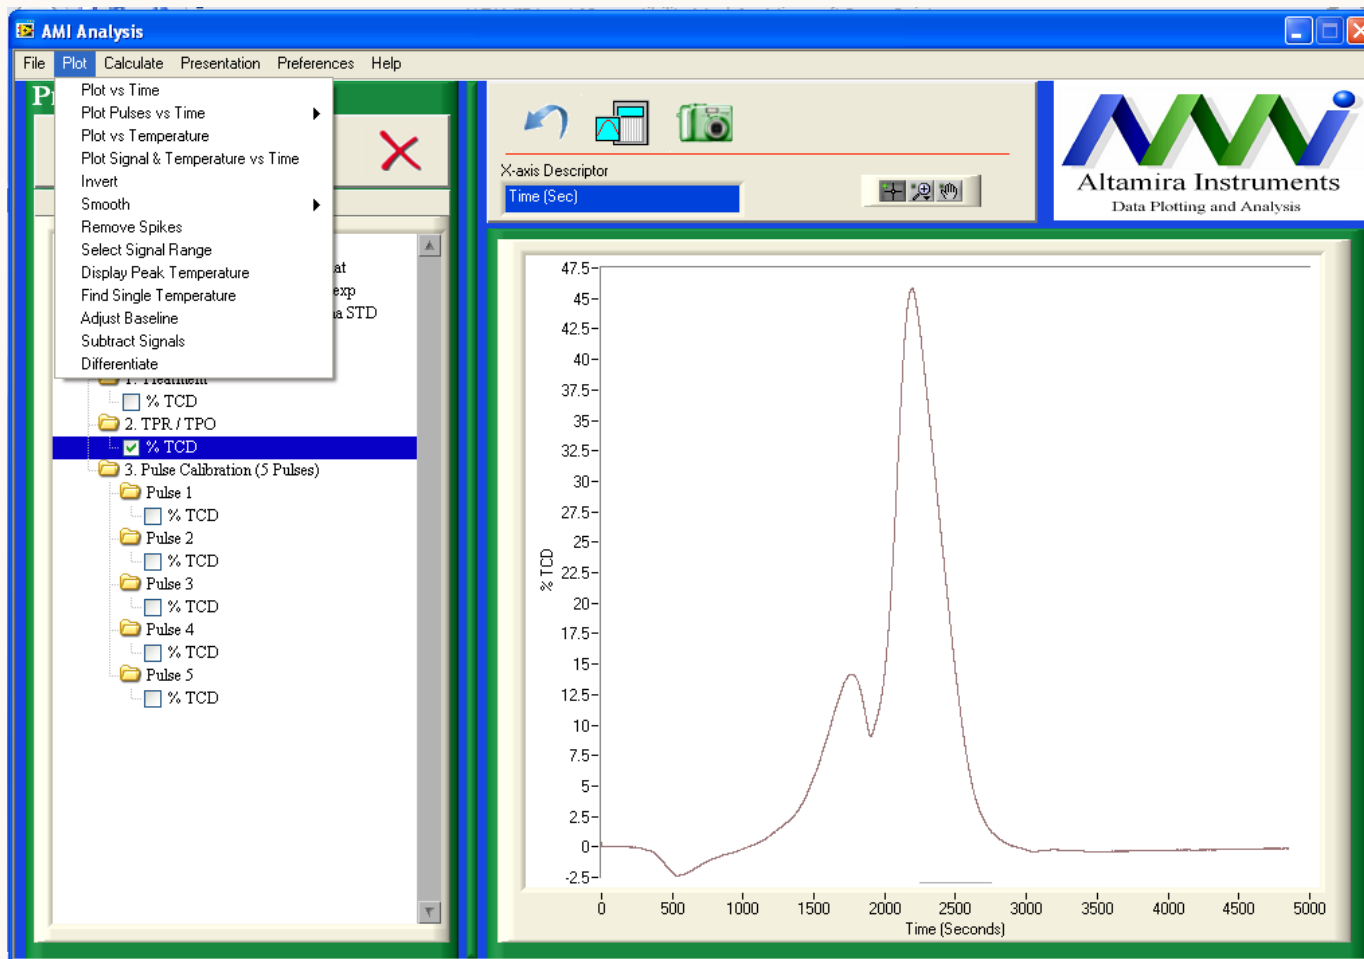 AMI Analysis
File Plot Calculate Presentation Preferences Help
Plot vs Time
Plot Pulses vs Time
Plot vs Temperature
Plot Signal & Temperature vs Time
Invert
Smooth
Remove Spikes
Select Signal Range
Display Peak Temperature
Find Single Temperature
Adjust Baseline
Subtract Signals
Differentiate
STD
1. Treatment
% TCD
2. TPR / TPO
% TCD
3. Pulse Calibration (5 Pulses)
Pulse 1
% TCD
Pulse 2
% TCD
Pulse 3
% TCD
Pulse 4
% TCD
Pulse 5
% TCD
X-axis Descriptor
Time (Sec)
Altamira Instruments
Data Plotting and Analysis
47.5
45
42.5
40
37.5
35
32.5
30
27.5
25
22.5
20
17.5
15
12.5
10
7.5
5
2.5
0
-2.5
% TCD
0 500 1000 1500 2000 2500 3000 3500 4000 4500 5000
Time (Seconds)